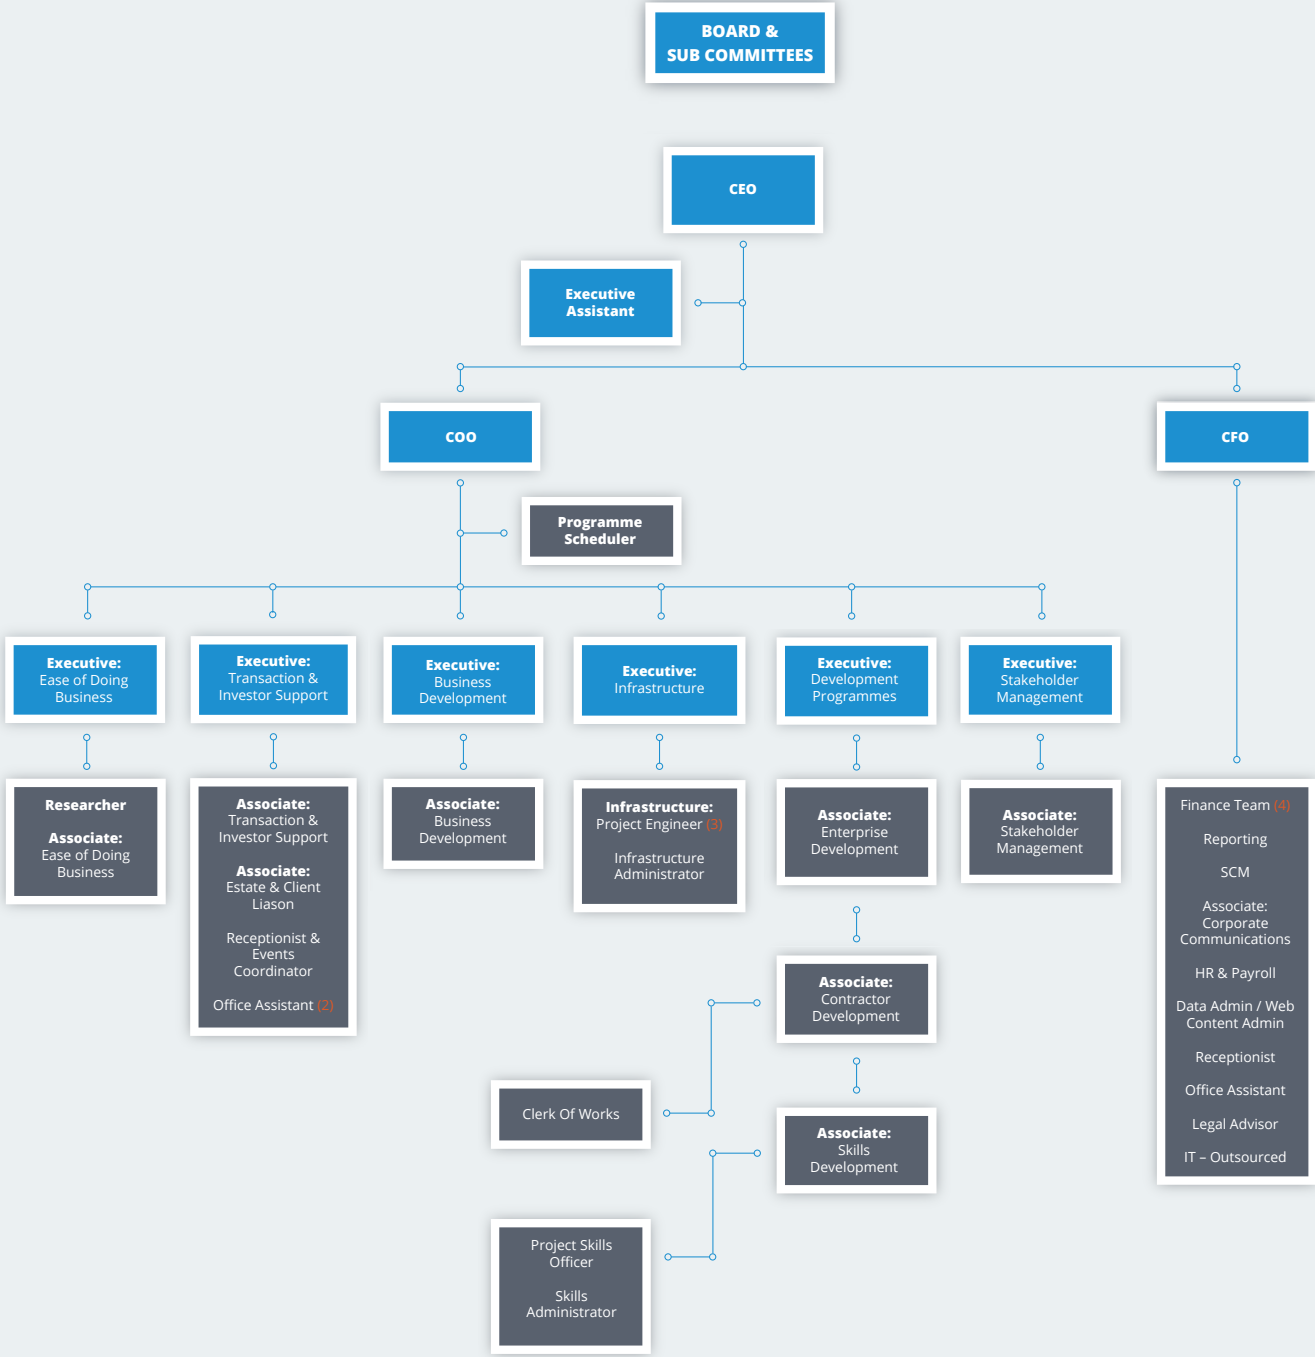 BOARD &
SUB COMMITTEES
CEO
Executive
Assistant
COO
CFO
Programme
Scheduler
Executive:
Ease of Doing
Business
Executive:
Transaction &
Investor Support
Executive:
Business
Development
Executive:
Infrastructure
Executive:
Development
Programmes
Executive:
Stakeholder
Management
Researcher
Associate:
Ease of Doing
Business
Associate:
Transaction &
Investor Support
Associate:
Estate & Client
Liason
Receptionist &
Events
Coordinator
Office Assistant (2)
Associate:
Business
Development
Infrastructure:
Project Engineer (3)
Infrastructure
Administrator
Associate:
Enterprise
Development
Associate:
Stakeholder
Management
Finance Team (4)
Reporting
SCM
Associate:
Corporate
Communications
HR & Payroll
Data Admin / Web
Content Admin
Receptionist
Office Assistant
Legal Advisor
IT – Outsourced
Associate:
Contractor
Development
Clerk Of Works
Associate:
Skills
Development
Project Skills
Officer
Skills
Administrator